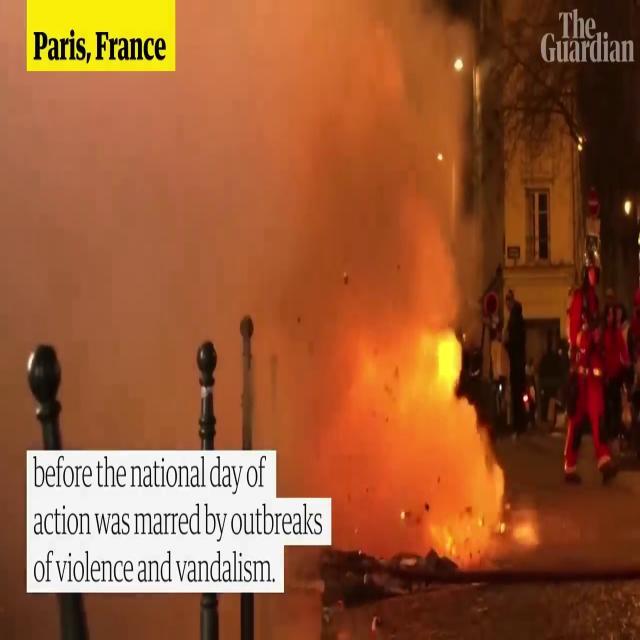 Paris, France
The
Guardian
before the national day of
action was marred by outbreaks
of violence and vandalism.